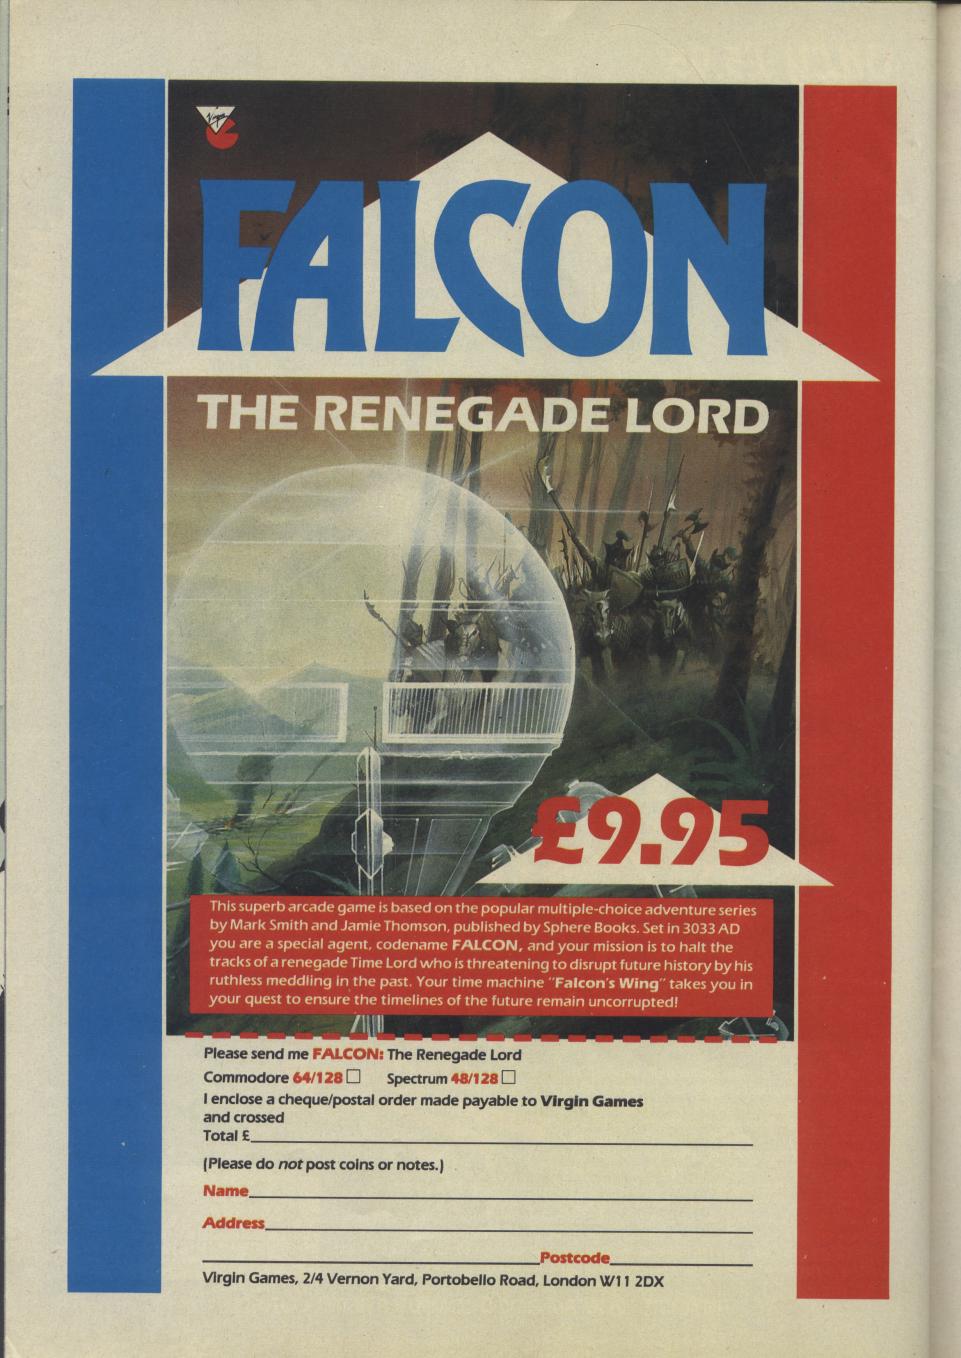 Virgin
FALCON
THE RENEGADE LORD
£9.95
This superb arcade game is based on the popular multiple-choice adventure series
by Mark Smith and Jamie Thomson, published by Sphere Books. Set in 3033 AD
you are a special agent, codename FALCON, and your mission is to halt the
tracks of a renegade Time Lord who is threatening to disrupt future history by his
ruthless meddling in the past. Your time machine "Falcon's Wing" takes you in
your quest to ensure the timelines of the future remain uncorrupted!
Please send me FALCON: The Renegade Lord
Commodore 64/128 Spectrum 48/128
I enclose a cheque/postal order made payable to Virgin Games
and crossed
Total £
(Please do not post coins or notes.)
Name
Address
Postcode
Virgin Games, 2/4 Vernon Yard, Portobello Road, London W11 2DX